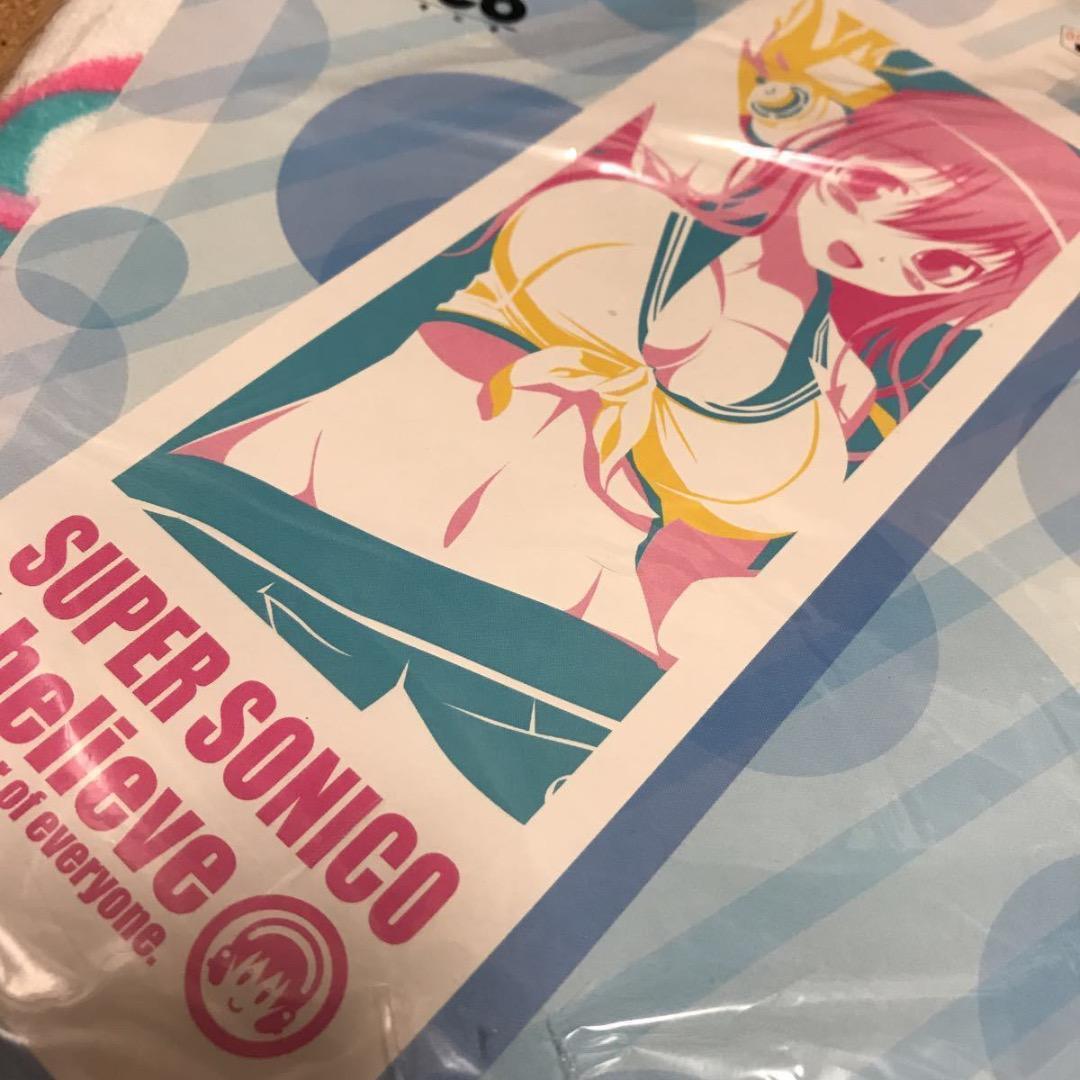 SUPER SONICO
believe
of everyone.